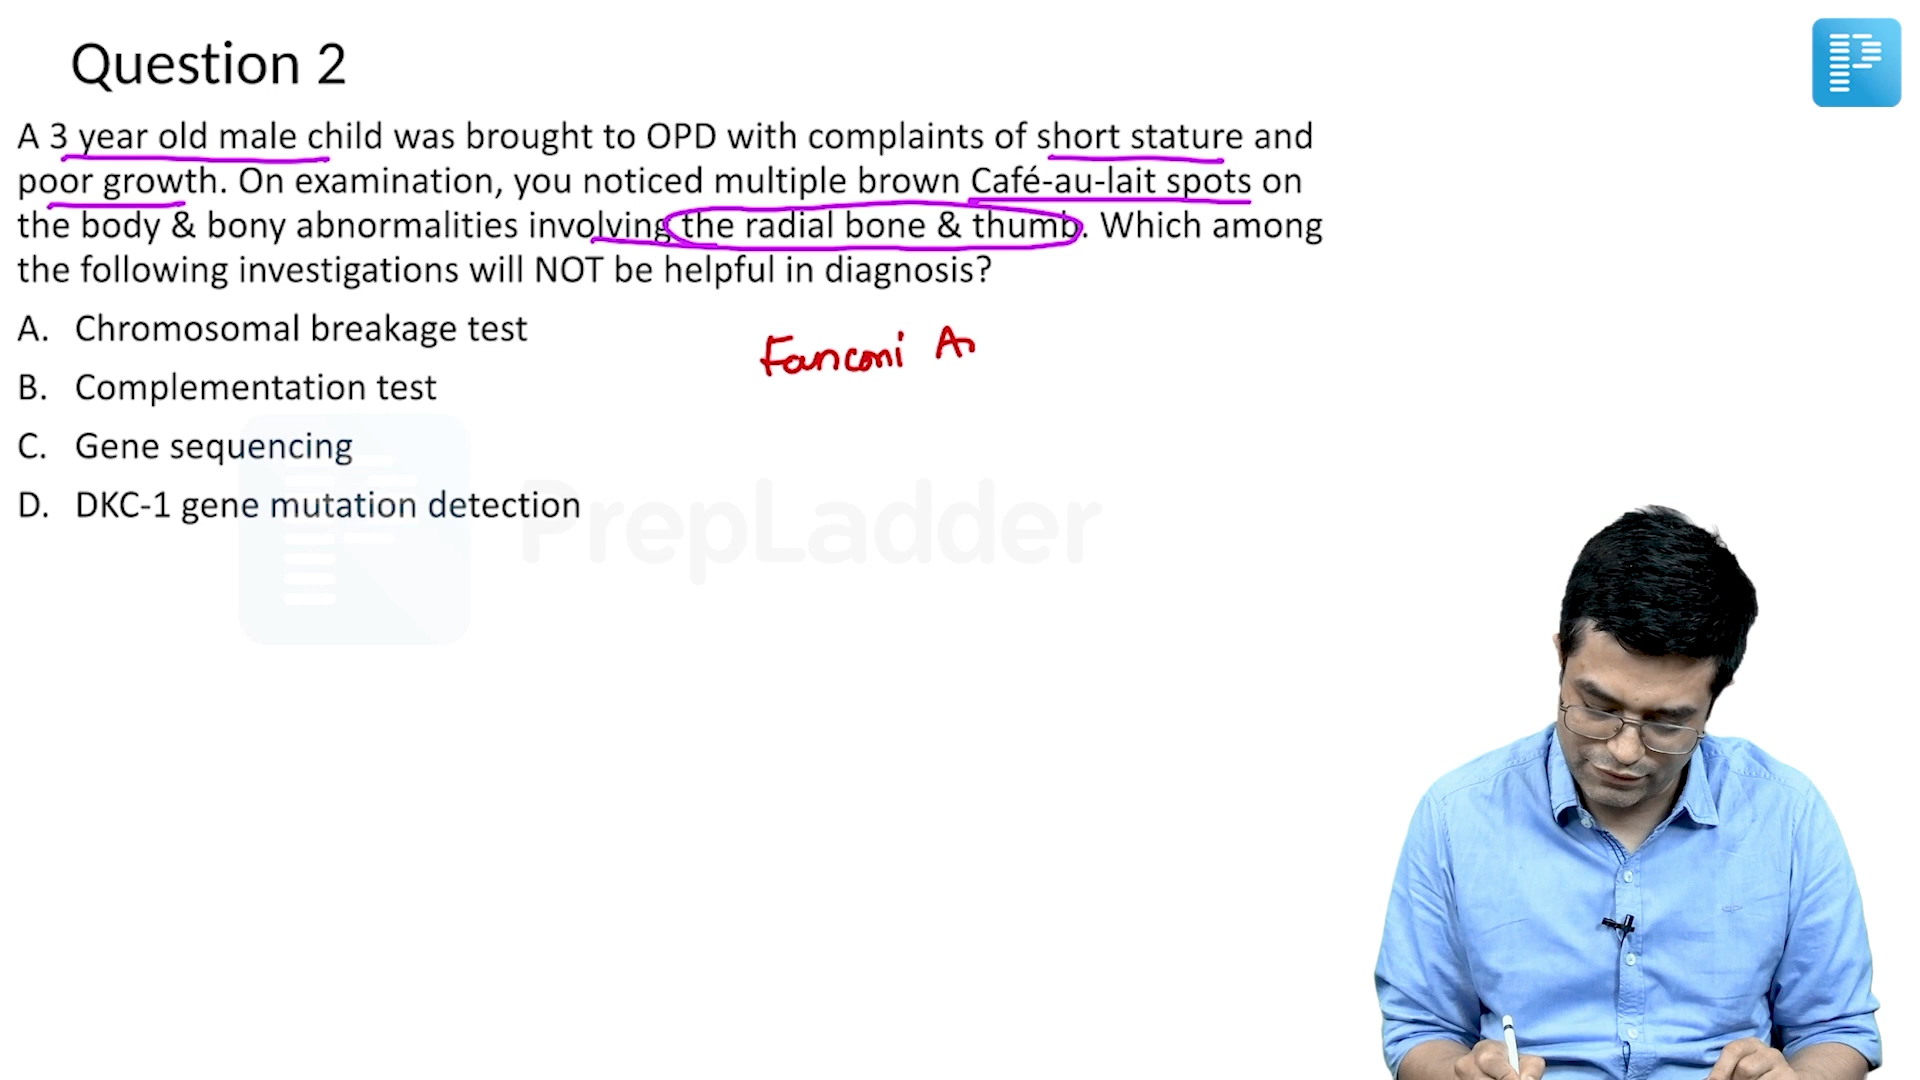 Question 2
A 3 year old male child was brought to OPD with complaints of short stature and
poor growth. On examination, you noticed multiple brown Café-au-lait spots on
the body & bony abnormalities involving the radial bone & thumb. Which among
the following investigations will NOT be helpful in diagnosis?
A. Chromosomal breakage test
Fanconi An
B. Complementation test
C. Gene sequencing
D. DKC-1 gene mutation detection
PrepLadder